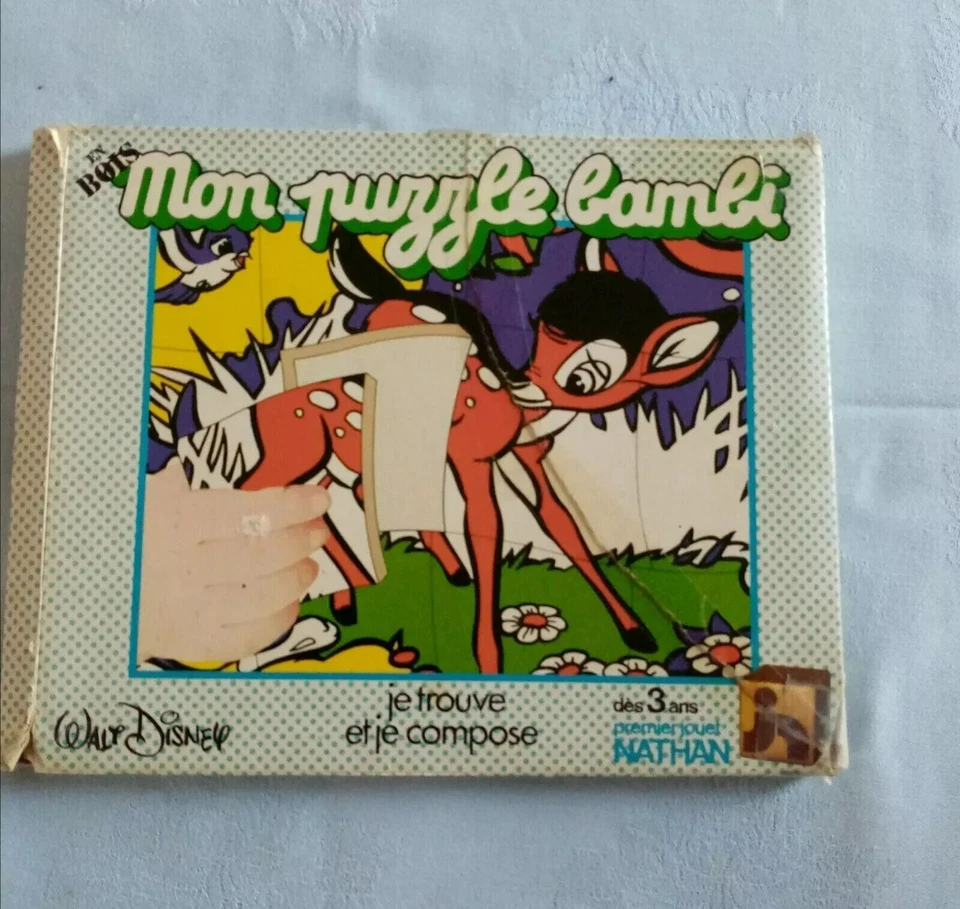 EN
BOIS
Mon puzzle bambi
je trouve
et je compose
dès 3 ans
premier jouet
NATHAN
WALT DISNEY